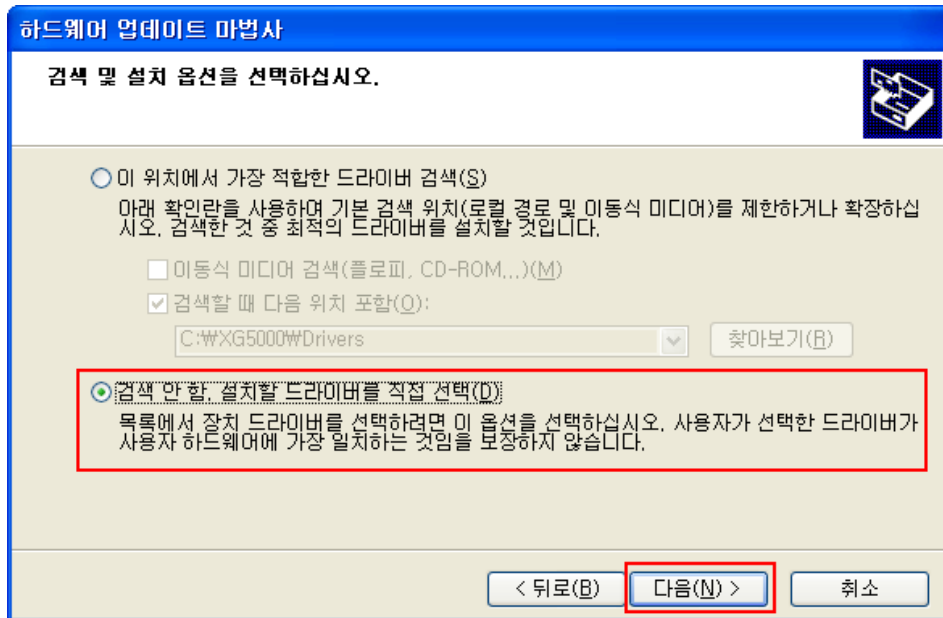 하드웨어 업데이트 마법사
검색 및 설치 옵션을 선택하십시오.
이 위치에서 가장 적합한 드라이버 검색(S)
아래 확인란을 사용하여 기본 검색 위치(로컬 경로 및 이동식 미디어)를 제한하거나 확장하십
시오. 검색한 것 중 최적의 드라이버를 설치할 것입니다.
이동식 미디어 검색(플로피, CD-ROM...)(M)
검색할 때 다음 위치 포함(O):
C:₩XG5000₩Drivers
찾아보기(R)
검색 안 함. 설치할 드라이버를 직접 선택(D)
목록에서 장치 드라이버를 선택하려면 이 옵션을 선택하십시오. 사용자가 선택한 드라이버가
사용자 하드웨어에 가장 일치하는 것임을 보장하지 않습니다.
< 뒤로(B) 다음(N) > 취소